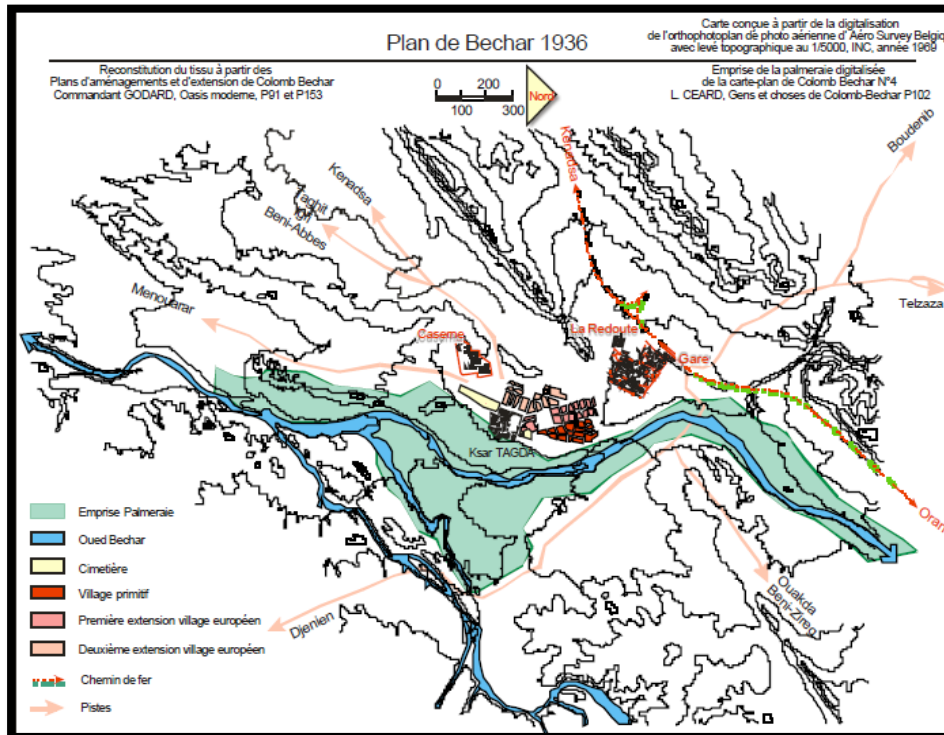 Plan de Bechar 1936
Carte conçue à partir de la digitalisation
de l'orthophotoplan de photo aérienne d' Aéro Survey Belgiq
avec levé topographique au 1/5000, INC, année 1969
Reconstitution du tissu à partir des
Plans d'aménagements et d'extension de Colomb Bechar
Commandant GODARD, Oasis moderne, P91 et P153
Emprise de la palmeraie digitalisée
de la carte-plan de Colomb Bechar N°4
L. CEARD, Gens et choses de Colomb-Bechar P102
0 200
100 300
Nord
Kenadsa
Boudenib
Kenadsa
Taghit
Igli
Beni-Abbes
Menouarar
Telzaza
Caserne
La Redoute
Gare
Ksar TAGDA
Oran
Ouakda
Beni-Zireg
Djenien
Emprise Palmeraie
Oued Bechar
Cimetière
Village primitif
Première extension village européen
Deuxième extension village européen
Chemin de fer
Pistes